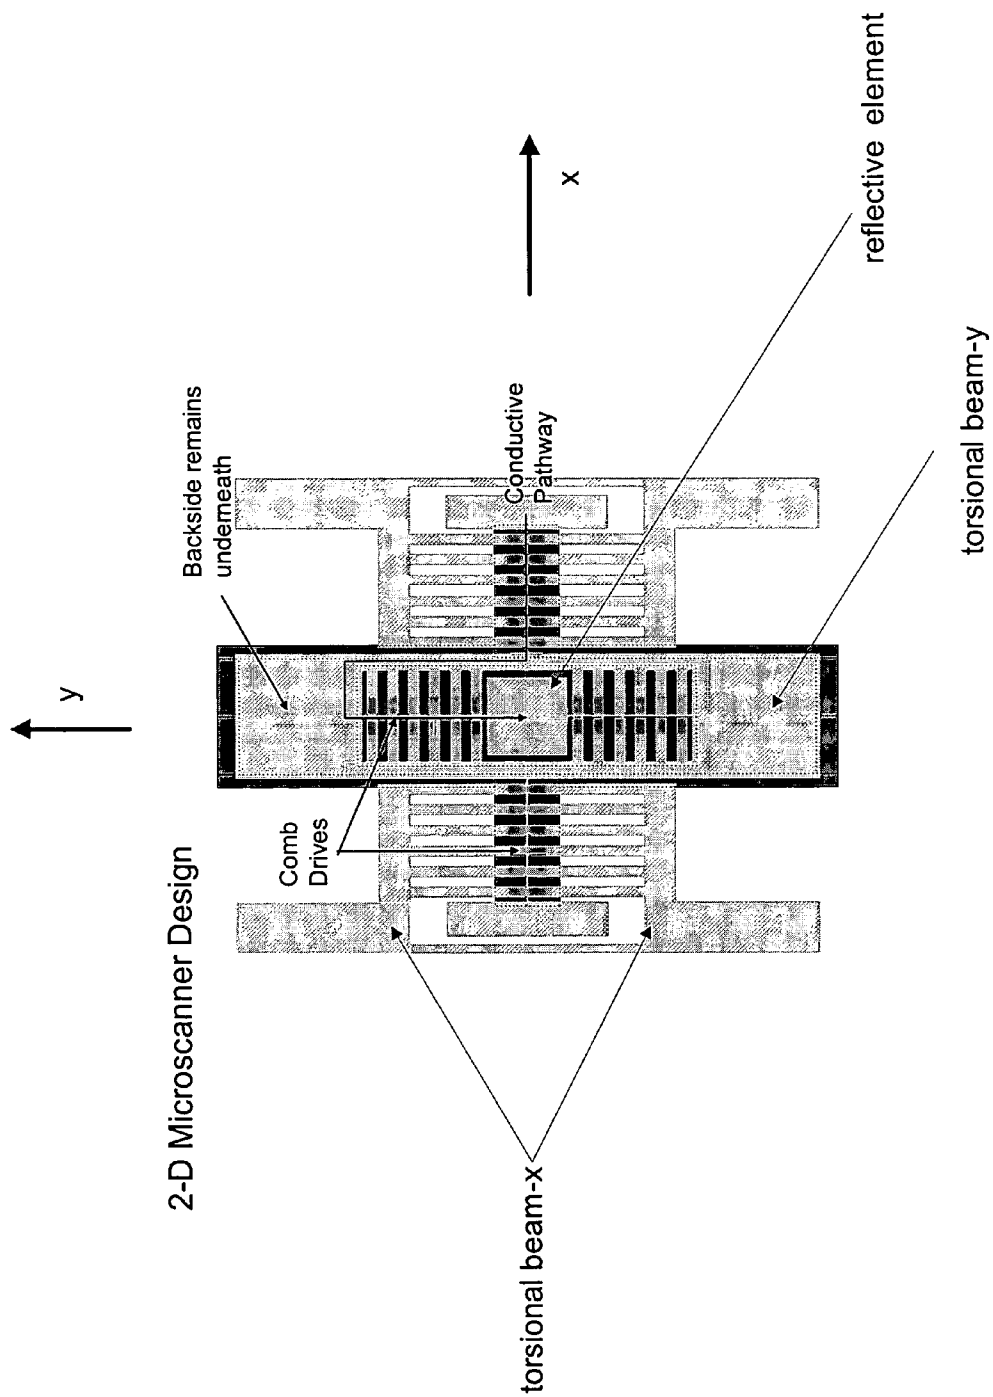 2-D Microscanner Design
y
Backside remains
underneath
Comb
Drives
Conductive
Pathway
x
torsional beam-x
reflective element
torsional beam-y